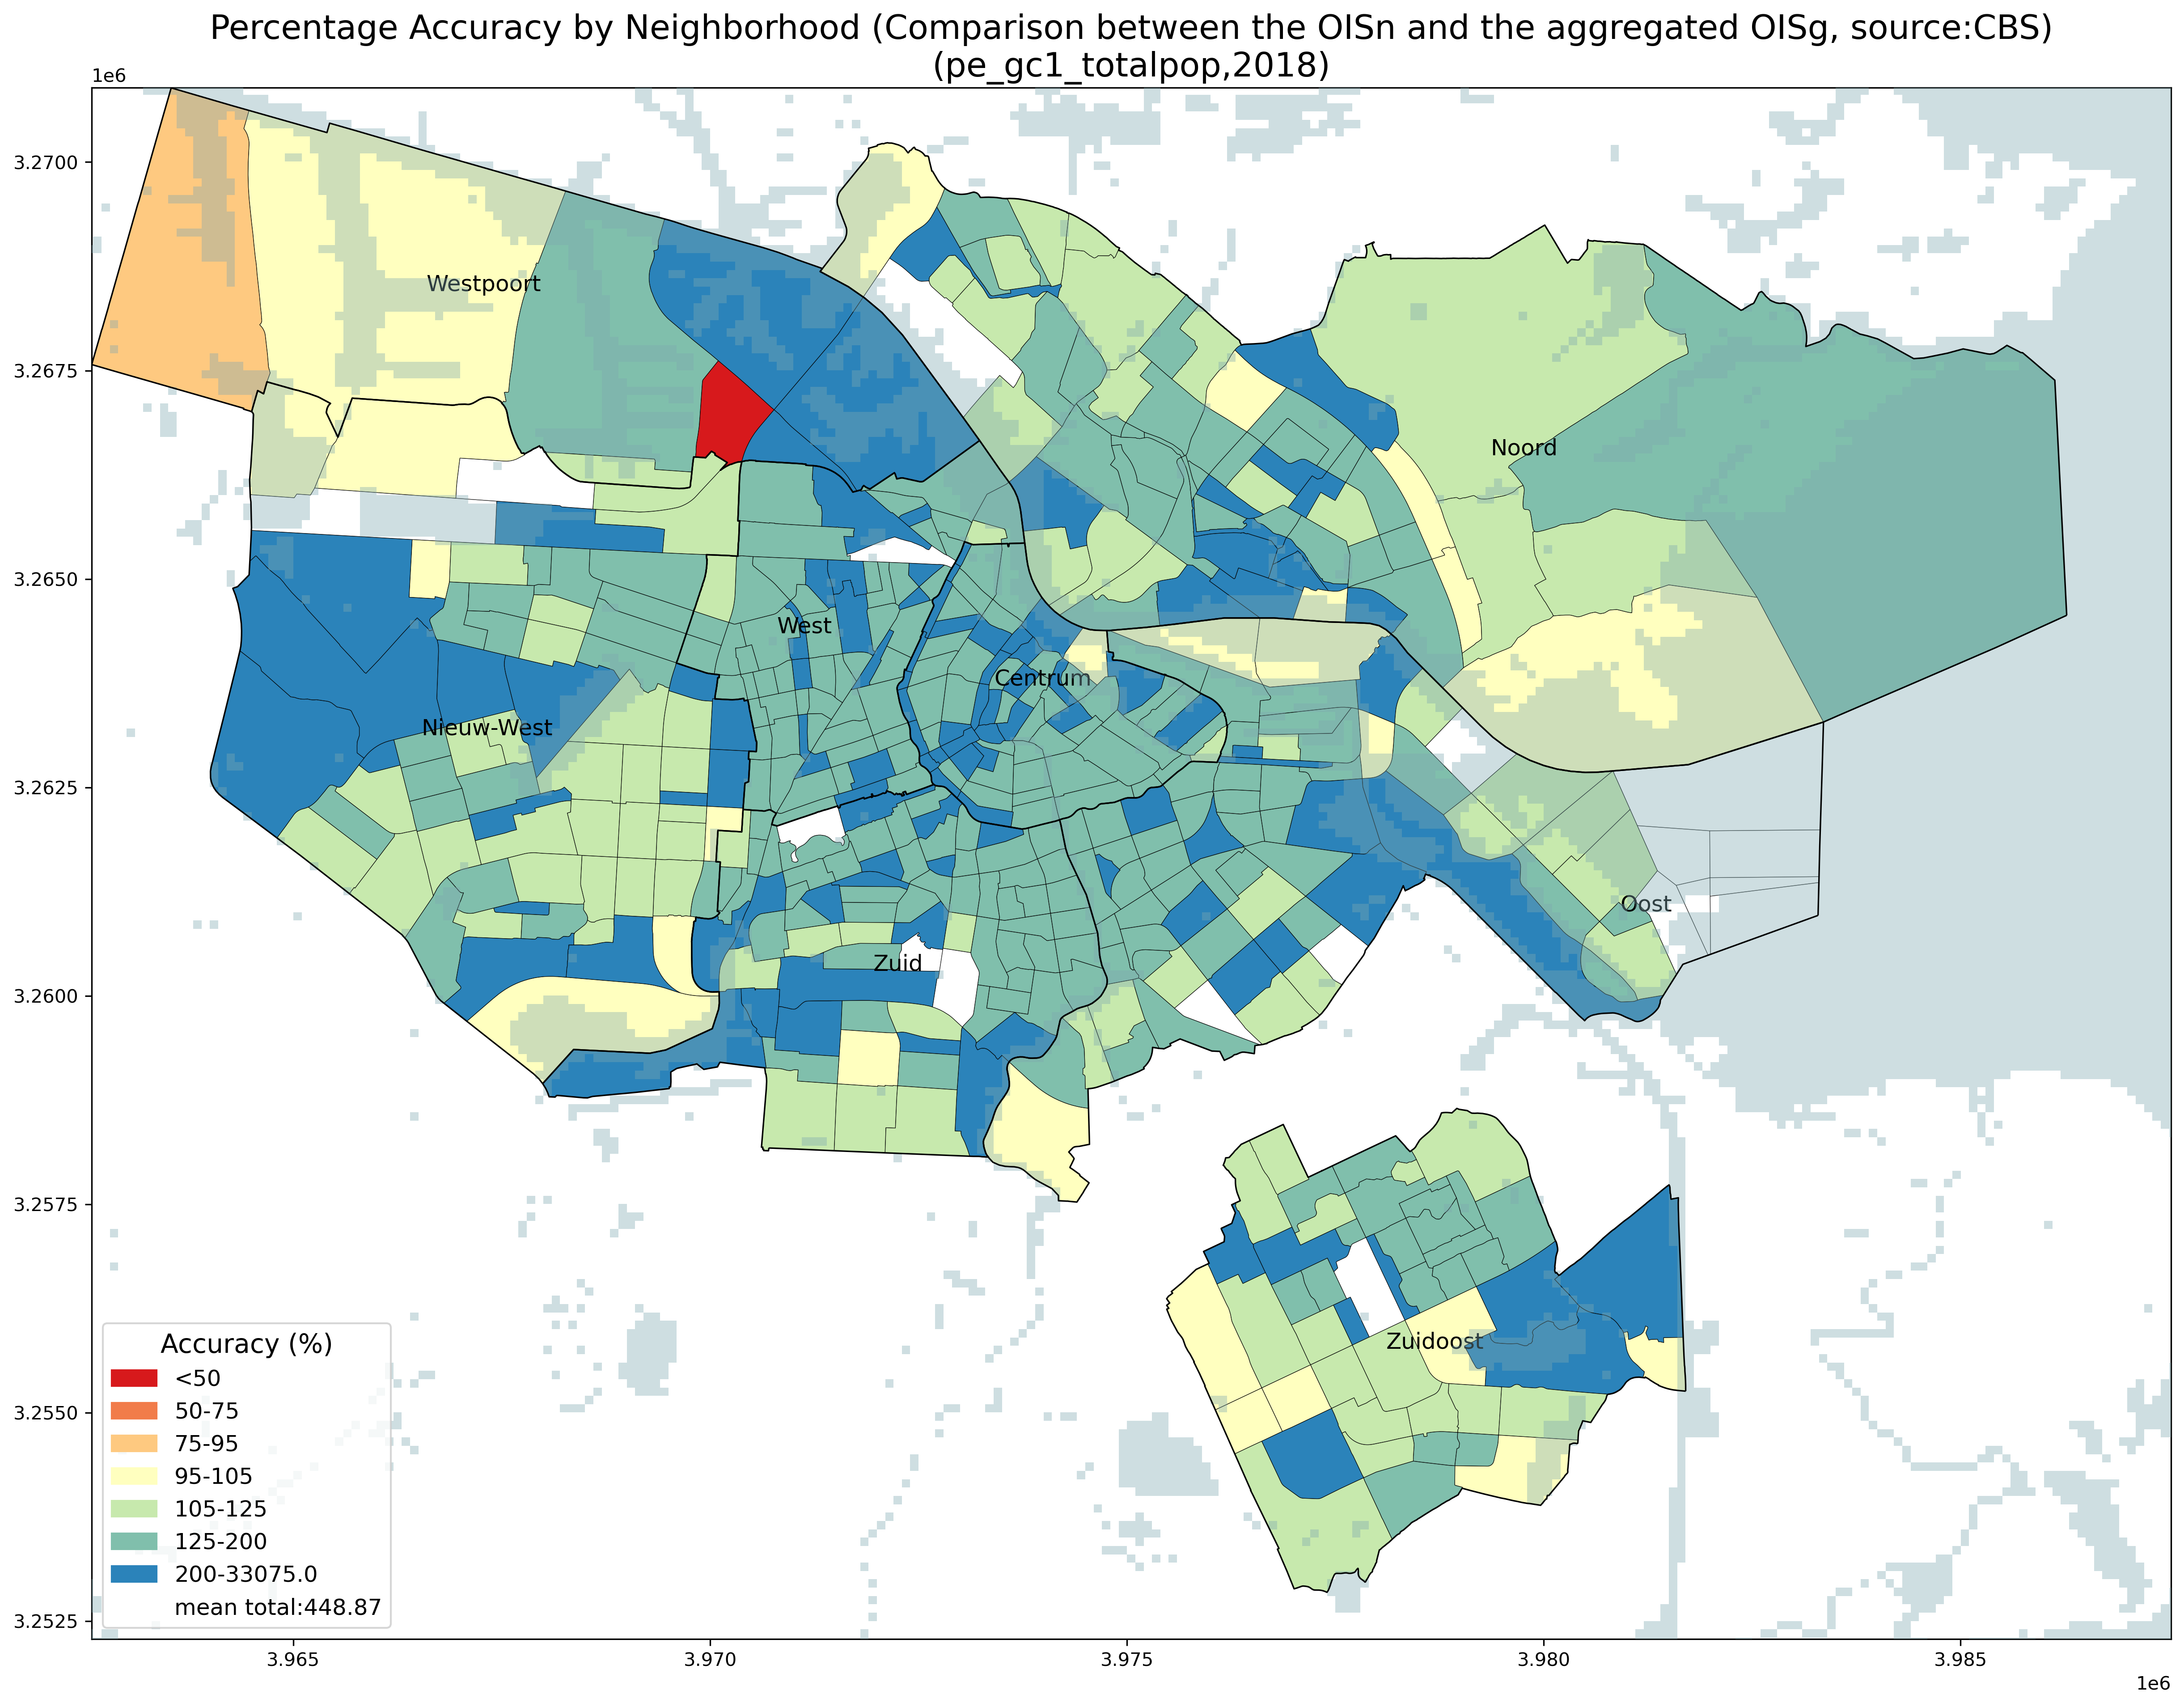 Percentage Accuracy by Neighborhood (Comparison between the OISn and the aggregated OISg, source:CBS)
(pe_gc1_totalpop,2018)
1e6
3.2700
3.2675
3.2650
3.2625
3.2600
3.2575
3.2550
3.2525
Westpoort
Noord
West
Centrum
Nieuw-West
Oost
Zuid
Zuidoost
Accuracy (%)
<50
50-75
75-95
95-105
105-125
125-200
200-33075.0
mean total:448.87
3.965
3.970
3.975
3.980
3.985
1e6